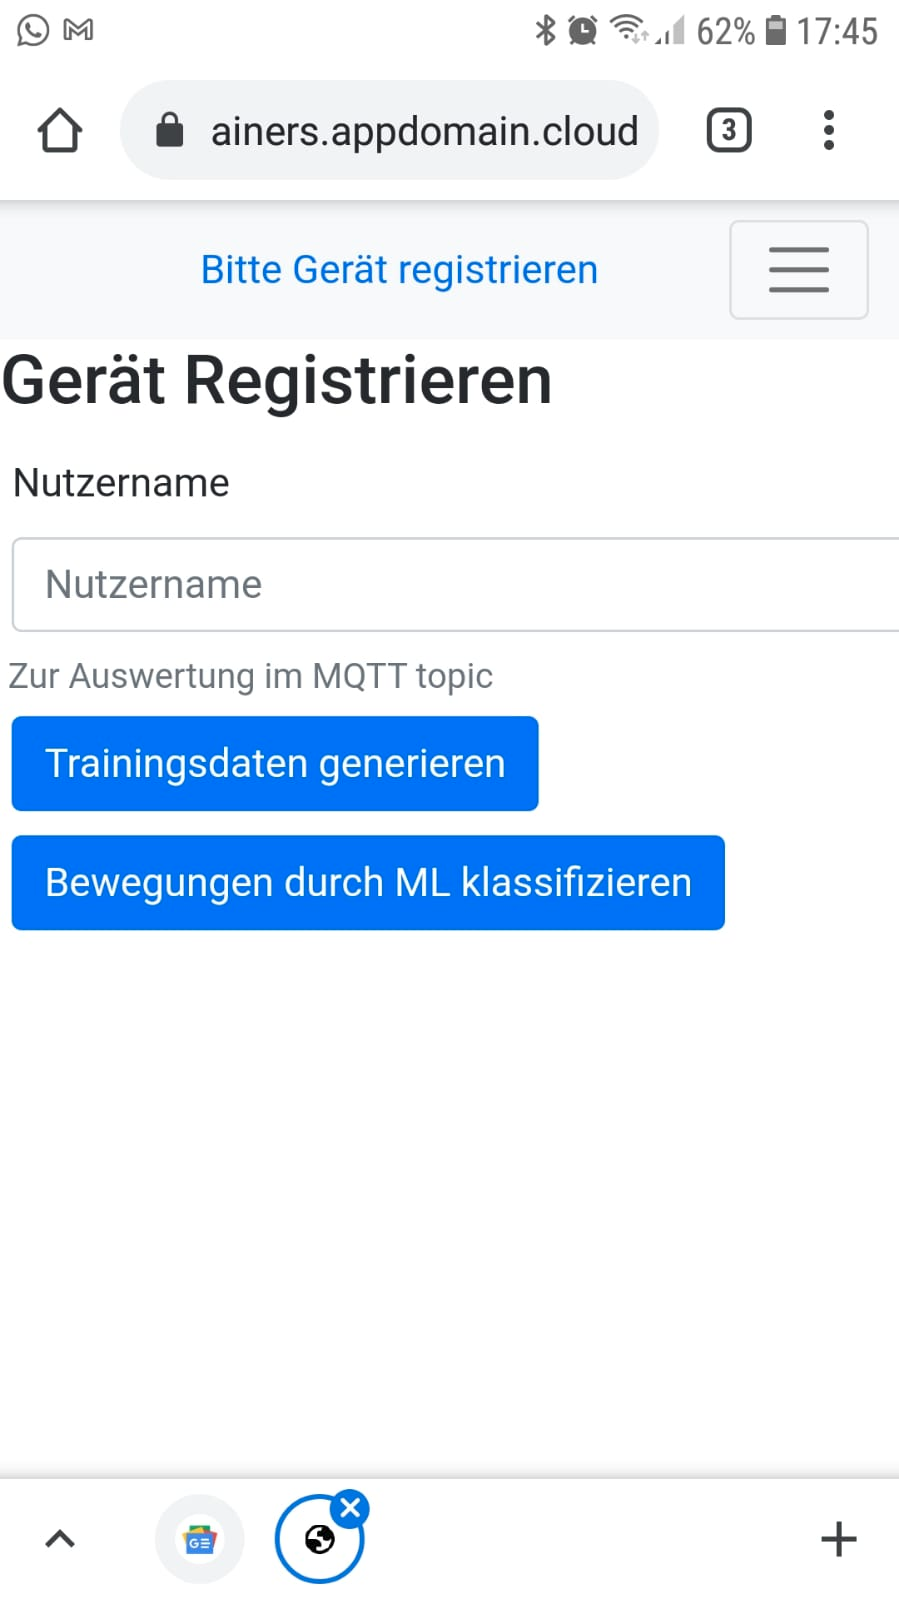 62% 17:45
ainers.appdomain.cloud 3
Bitte Gerät registrieren
Gerät Registrieren
Nutzername
Nutzername
Zur Auswertung im MQTT topic
Trainingsdaten generieren
Bewegungen durch ML klassifizieren
GE